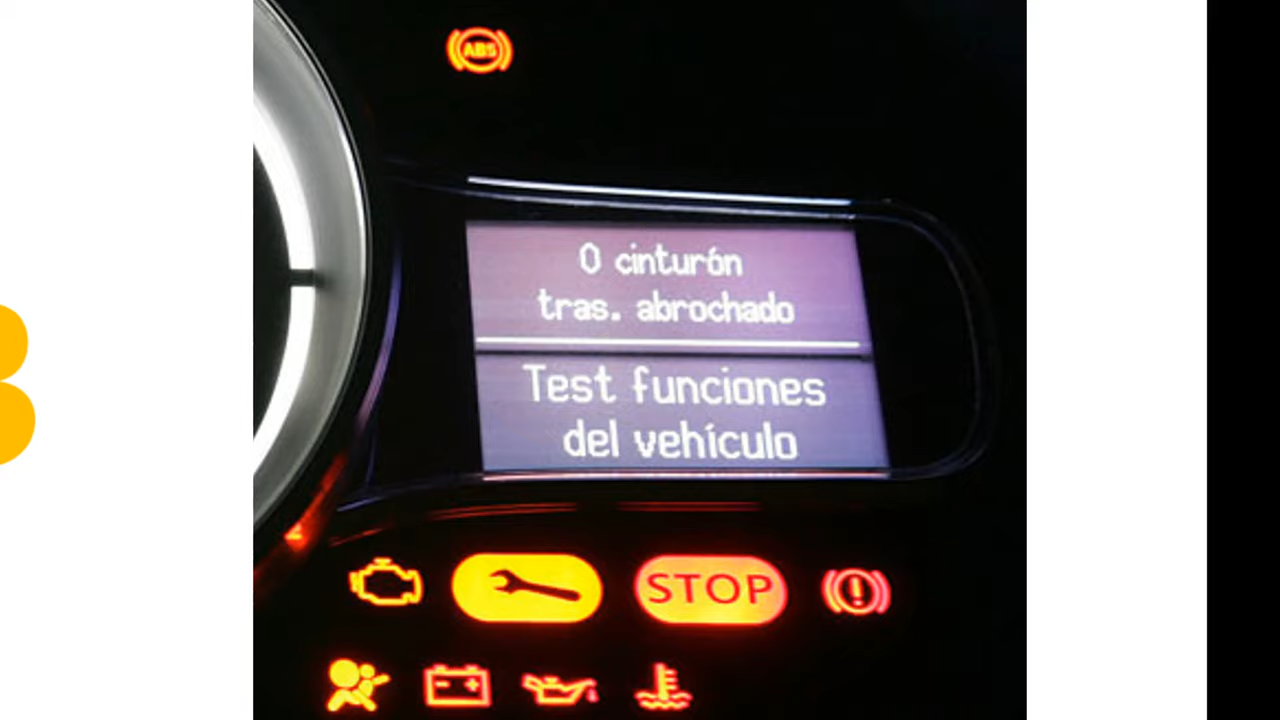 ABS
0 cinturón
tras. abrochado
Test funciones
del vehículo
STOP